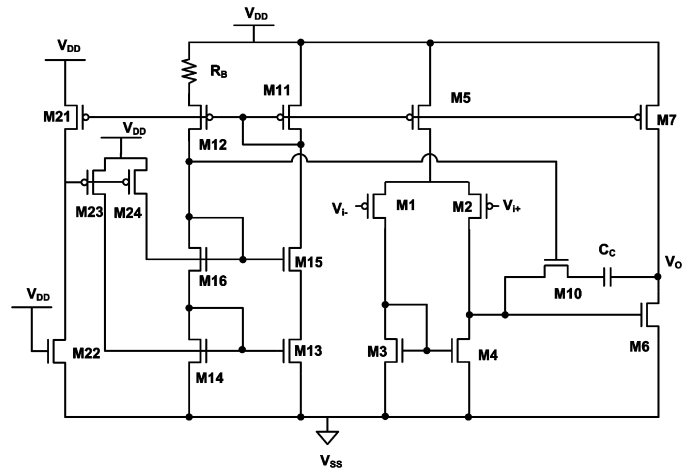 VDD
VDD
RB
M11
M5
M21
M12
M7
VDD
M23
M24
Vi-
M1
M2
Vi+
M16
M15
CC
VO
M10
VDD
M22
M14
M13
M3
M4
M6
VSS